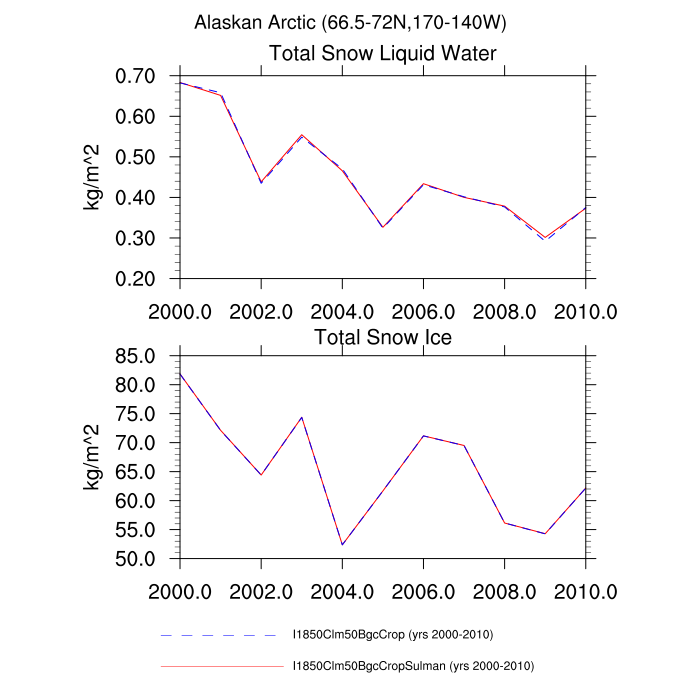 Alaskan Arctic (66.5-72N,170-140W)
Total Snow Liquid Water
0.70
0.60
0.50
0.40
0.30
0.20
kg/m^2
2000.0 2002.0 2004.0 2006.0 2008.0 2010.0
Total Snow Ice
85.0
80.0
75.0
70.0
65.0
60.0
55.0
50.0
kg/m^2
2000.0 2002.0 2004.0 2006.0 2008.0 2010.0
I1850Clm50BgcCrop (yrs 2000-2010)
I1850Clm50BgcCropSulman (yrs 2000-2010)